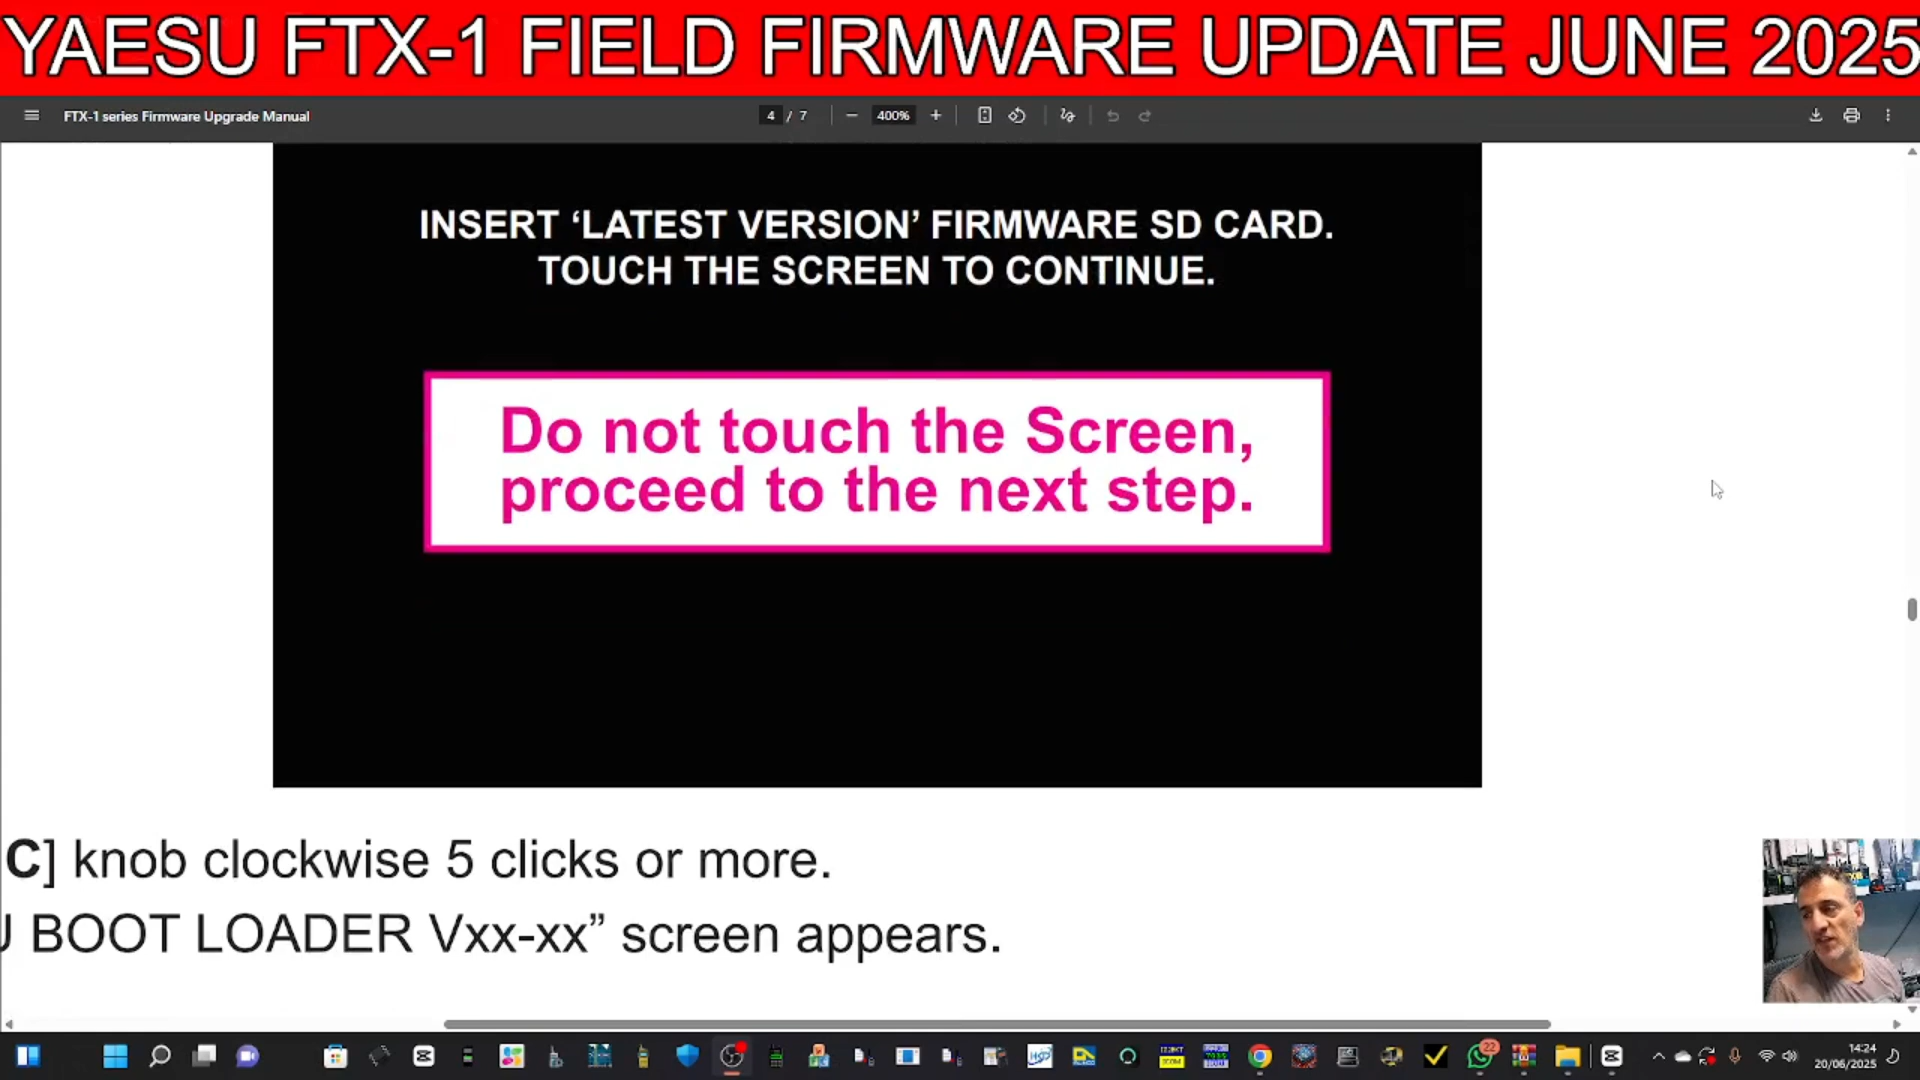 YAESU FTX-1 FIELD FIRMWARE UPDATE JUNE 2025
FTX-1 series Firmware Upgrade Manual
4 / 7
400%
INSERT ‘LATEST VERSION’ FIRMWARE SD CARD.
TOUCH THE SCREEN TO CONTINUE.
Do not touch the Screen,
proceed to the next step.
C] knob clockwise 5 clicks or more.
BOOT LOADER Vxx-xx” screen appears.
22
14:24
20/06/2025